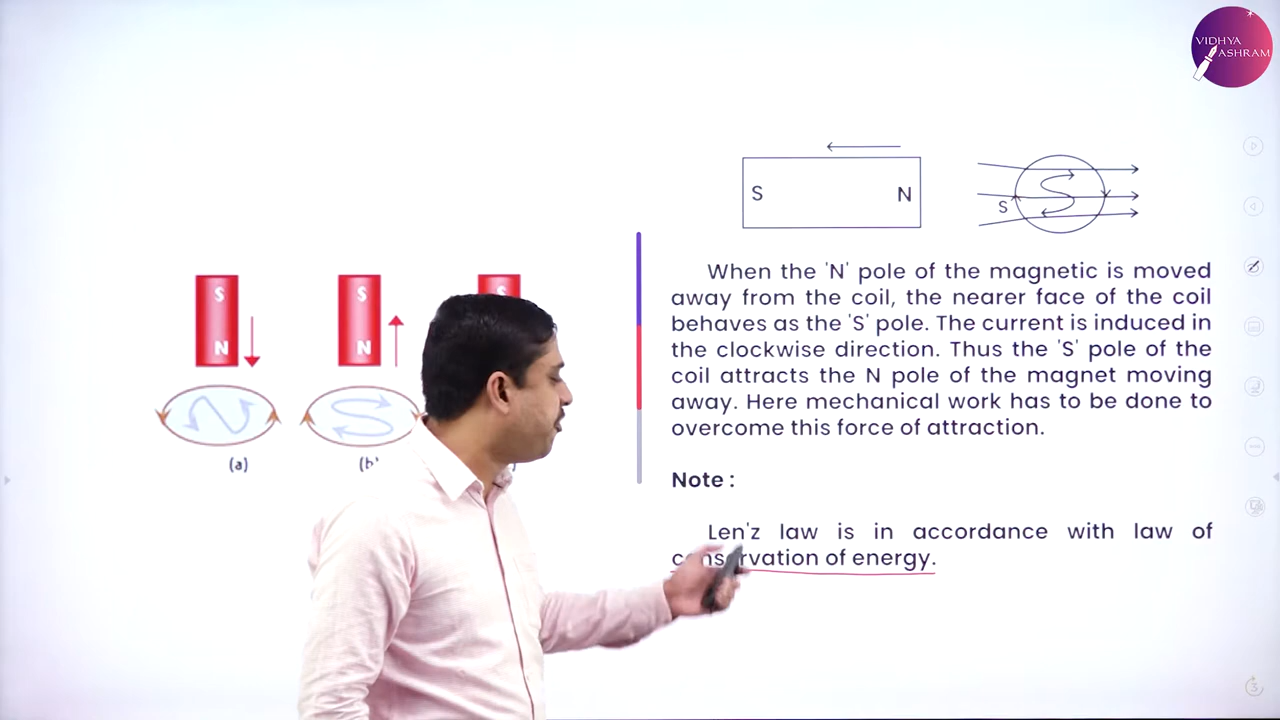 VIDHYA
ASHRAM
S N
S
S
N
S
N
S
(a)
(b)
When the 'N' pole of the magnetic is moved
away from the coil, the nearer face of the coil
behaves as the 'S' pole. The current is induced in
the clockwise direction. Thus the 'S' pole of the
coil attracts the N pole of the magnet moving
away. Here mechanical work has to be done to
overcome this force of attraction.
Note :
Len'z law is in accordance with law of
conservation of energy.
3